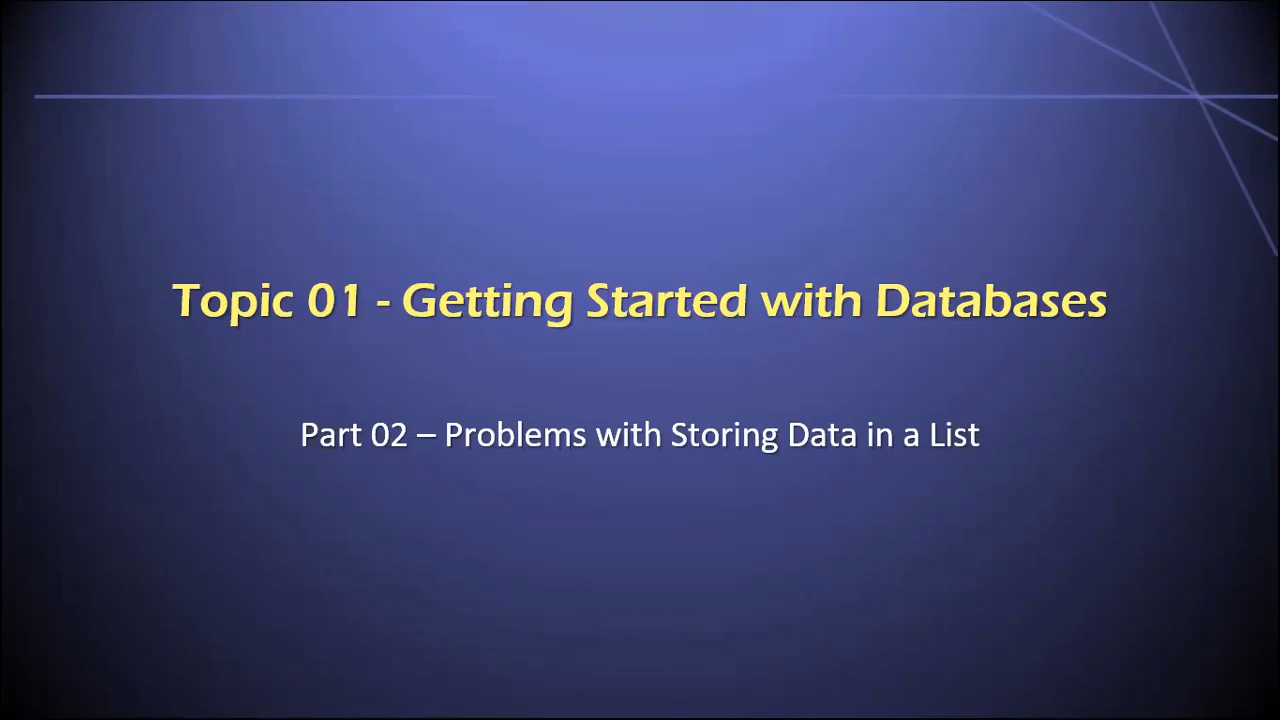 Topic 01 - Getting Started with Databases
Part 02 – Problems with Storing Data in a List